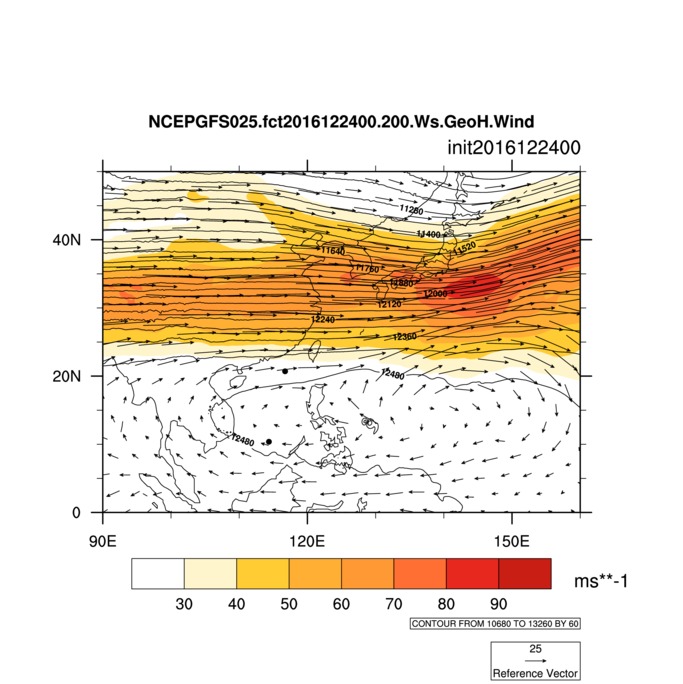 NCEPGFS025.fct2016122400.200.Ws.GeoH.Wind
init2016122400
11280
11400
11520
40N
11640
11760
11880
12000
12120
12240
12360
20N
12480
12480
0
90E 120E 150E
ms**-1
30 40 50 60 70 80 90
CONTOUR FROM 10680 TO 13260 BY 60
25
Reference Vector